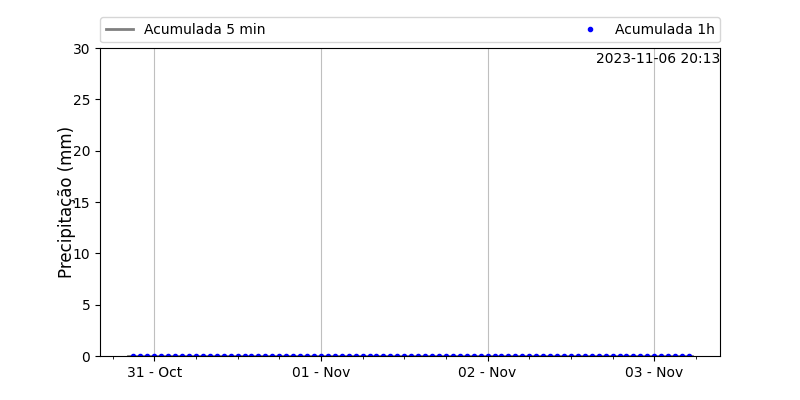 Acumulada 5 min
Acumulada 1h
2023-11-06 20:13
Precipitação (mm)
30
25
20
15
10
5
0
31 - Oct
01 - Nov
02 - Nov
03 - Nov